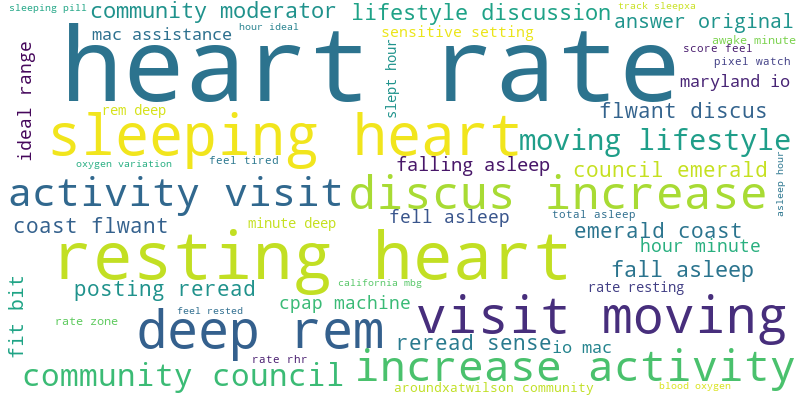 sleeping pill
community moderator
lifestyle discussion
track sleepxa
answer original
mac assistance
hour ideal
sensitive setting
awake minute
heart rate
score feel
pixel watch
maryland io
ideal range
slept hour
rem deep
flwant discus
sleeping heart
moving lifestyle
oxygen variation
feel tired
falling asleep
council emerald
asleep hour
activity visit
discus increase
coast flwant
minute deep
fell asleep
total asleep
emerald coast
hour minute
resting heart
fall asleep
fit bit
posting reread
california mbg
rate resting
cpap machine
feel rested
rate zone
deep rem
visit moving
reread sense
io mac
rate rhr
community council
increase activity
aroundxatwilson community
blood oxygen